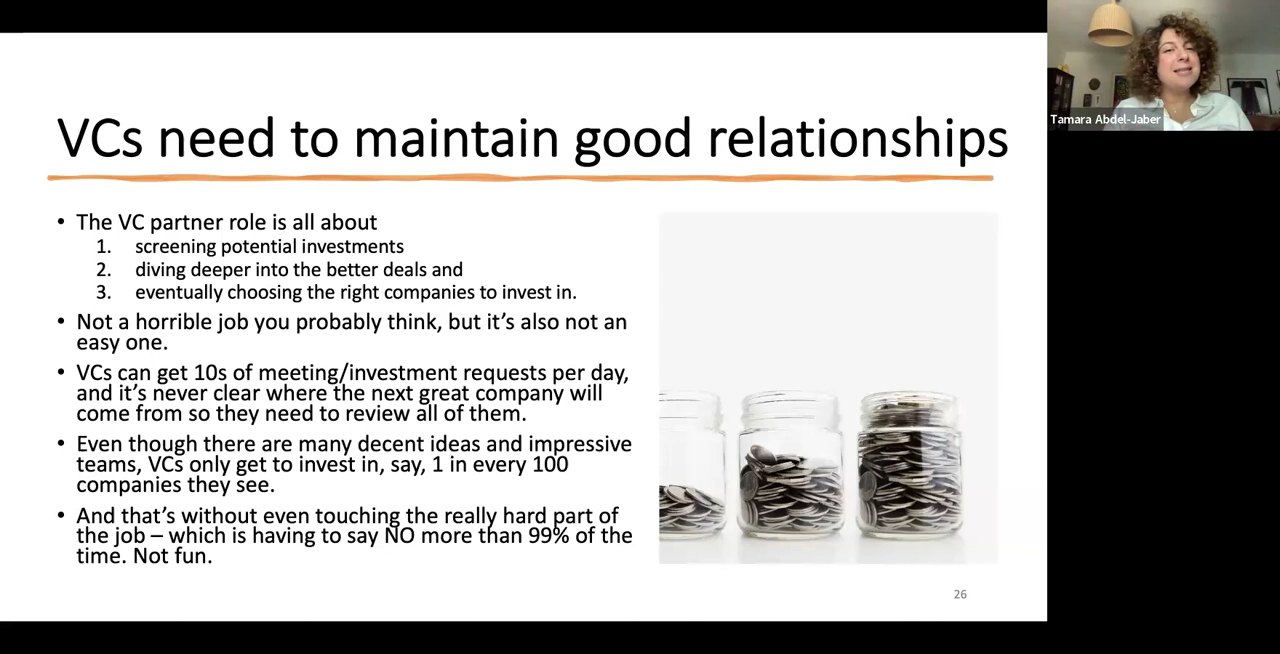 VCs need to maintain good relationships
Tamara Abdel-Jaber
• The VC partner role is all about
1. screening potential investments
2. diving deeper into the better deals and
3. eventually choosing the right companies to invest in.
• Not a horrible job you probably think, but it’s also not an
easy one.
• VCs can get 10s of meeting/investment requests per day,
and it’s never clear where the next great company will
come from so they need to review all of them.
• Even though there are many decent ideas and impressive
teams, VCs only get to invest in, say, 1 in every 100
companies they see.
• And that’s without even touching the really hard part of
the job – which is having to say NO more than 99% of the
time. Not fun.
26